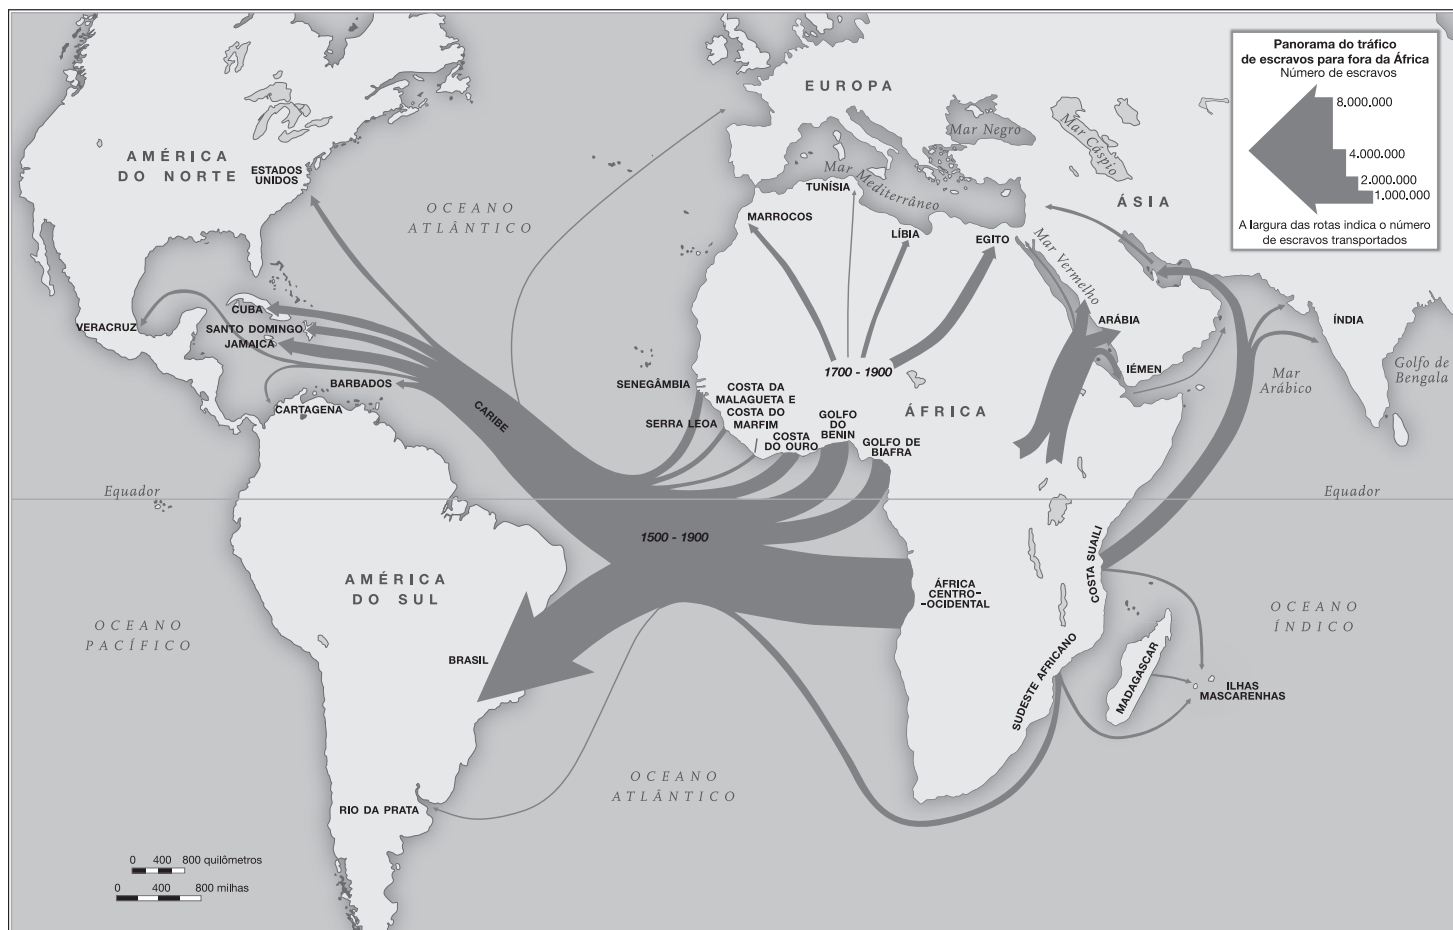 Panorama do tráfico
de escravos para fora da África
Número de escravos
8.000.000
4.000.000
2.000.000
1.000.000
A largura das rotas indica o número
de escravos transportados
EUROPA
Mar Negro
Mar Cáspio
ÁSIA
AMÉRICA
DO NORTE
ESTADOS
UNIDOS
OCEANO
ATLÂNTICO
Mar Mediterrâneo
TUNÍSIA
MARROCOS
LÍBIA
EGITO
Mar Vermelho
ARÁBIA
IÉMEN
ÍNDIA
Golfo de
Bengala
Mar
Arábico
CUBA
SANTO DOMINGO
JAMAICA
VERACRUZ
BARBADOS
CARTAGENA
CARIBE
1700 - 1900
SENEGÂMBIA
SERRA LEOA
COSTA DA
MALAGUETA E
COSTA DO
MARFIM
COSTA
DO OURO
GOLFO
DO
BENIN
GOLFO DE
BIAFRA
ÁFRICA
Equador
Equador
1500 - 1900
AMÉRICA
DO SUL
BRASIL
OCEANO
PACÍFICO
ÁFRICA
CENTRO-
-OCIDENTAL
COSTA SUAILI
SUDESTE AFRICANO
MADAGASCAR
ILHAS
MASCARENHAS
OCEANO
ÍNDICO
OCEANO
ATLÂNTICO
RIO DA PRATA
0 400 800 quilômetros
0 400 800 milhas